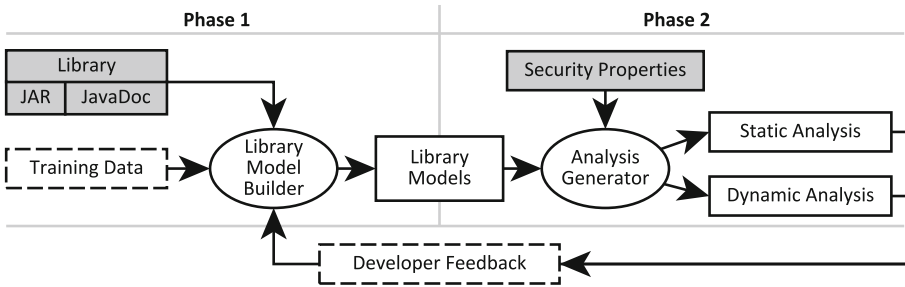 Phase 1
Phase 2
Library
JAR
JavaDoc
Training Data
Library
Model
Builder
Library
Models
Security Properties
Analysis
Generator
Static Analysis
Dynamic Analysis
Developer Feedback